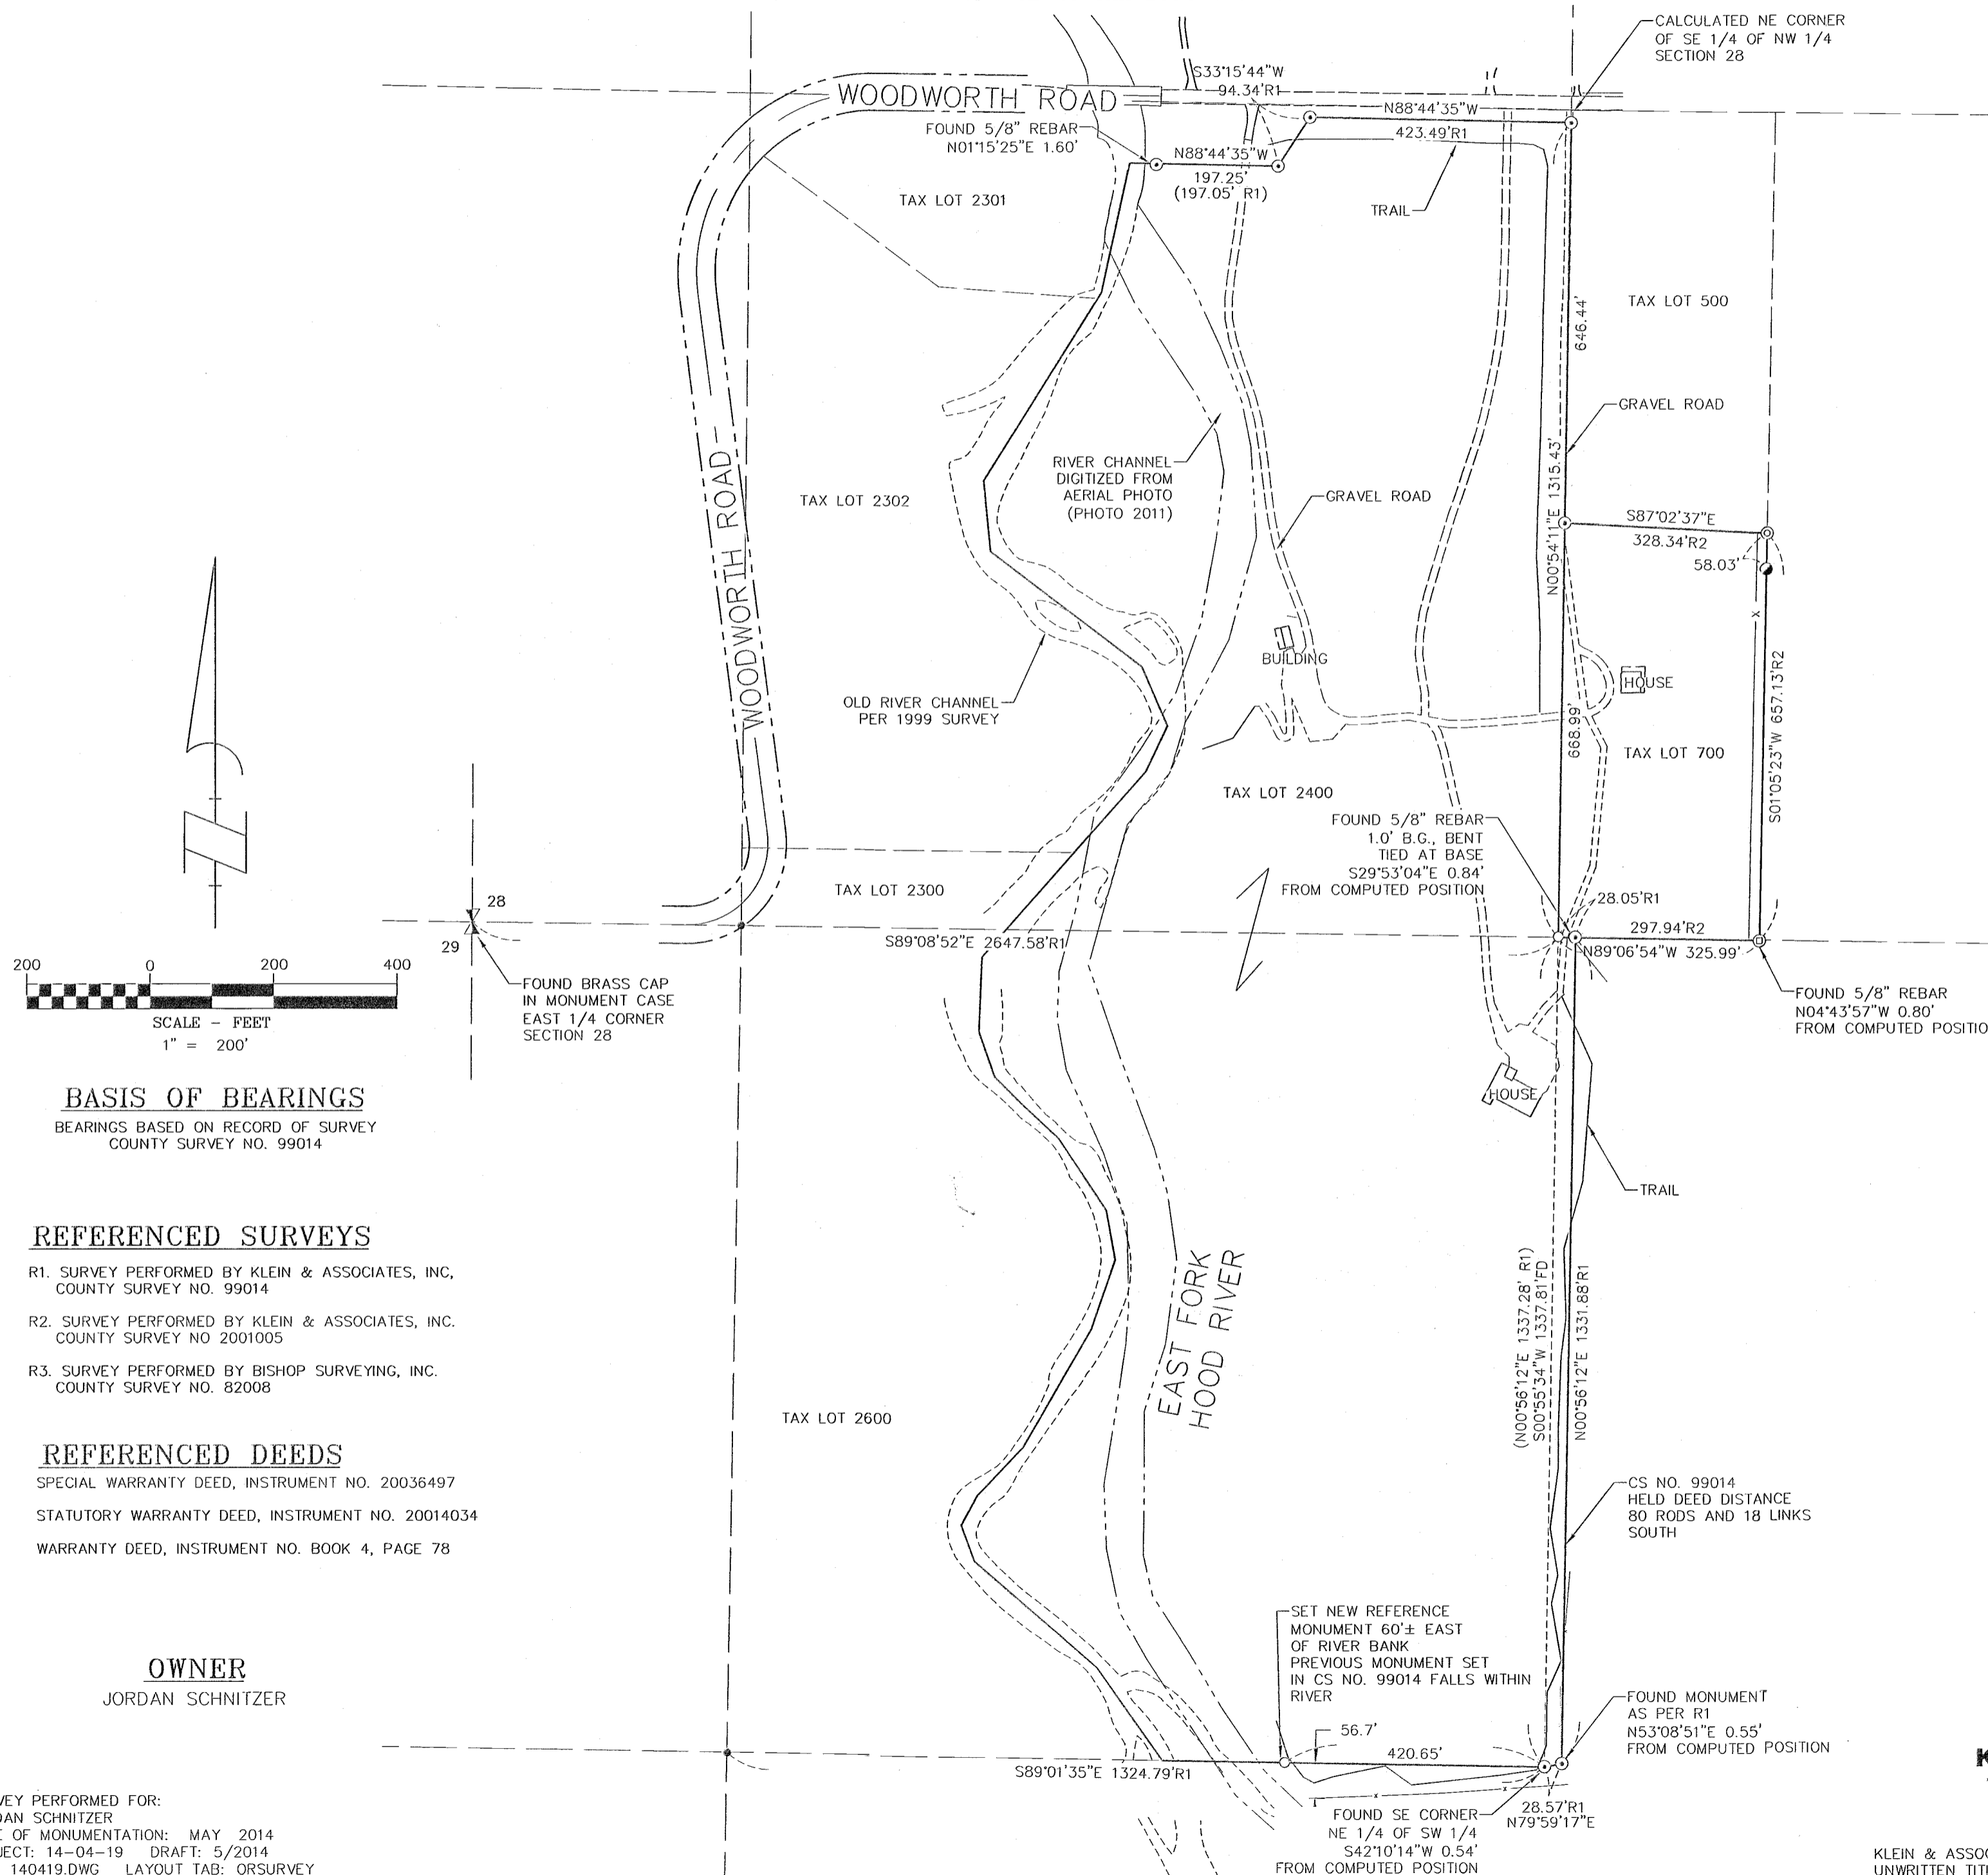 CALCULATED NE CORNER
OF SE 1/4 OF NW 1/4
SECTION 28
S33°15'44"W
94.34'R1
WOODWORTH ROAD
N88°44'35"W
423.49'R1
FOUND 5/8" REBAR
N01°15'25"E 1.60'
N88°44'35"W
197.25'
(197.05' R1)
TAX LOT 2301
TRAIL
TAX LOT 500
646.44'
GRAVEL ROAD
N00°54'11"E 1315.43'
RIVER CHANNEL
DIGITIZED FROM
AERIAL PHOTO
(PHOTO 2011)
GRAVEL ROAD
TAX LOT 2302
WOODWORTH ROAD
S87°02'37"E
328.34'R2
58.03'
x
S01°05'23"W 657.13'R2
BUILDING
HOUSE
OLD RIVER CHANNEL
PER 1999 SURVEY
668.99'
TAX LOT 700
TAX LOT 2400
FOUND 5/8" REBAR
1.0' B.G., BENT
TIED AT BASE
S29°53'04"E 0.84'
FROM COMPUTED POSITION
TAX LOT 2300
28.05'R1
297.94'R2
N89°06'54"W 325.99'
S89°08'52"E 2647.58'R1
28
29
FOUND BRASS CAP
IN MONUMENT CASE
EAST 1/4 CORNER
SECTION 28
FOUND 5/8" REBAR
N04°43'57"W 0.80'
FROM COMPUTED POSITIO
200 0 200 400
SCALE - FEET
1" = 200'
HOUSE
BASIS OF BEARINGS
BEARINGS BASED ON RECORD OF SURVEY
COUNTY SURVEY NO. 99014
TRAIL
REFERENCED SURVEYS
R1. SURVEY PERFORMED BY KLEIN & ASSOCIATES, INC,
COUNTY SURVEY NO. 99014
R2. SURVEY PERFORMED BY KLEIN & ASSOCIATES, INC.
COUNTY SURVEY NO 2001005
R3. SURVEY PERFORMED BY BISHOP SURVEYING, INC.
COUNTY SURVEY NO. 82008
EAST FORK
HOOD RIVER
(N00°56'12"E 1337.28' R1)
S00°55'34"W 1337.81'FD
N00°56'12"E 1331.88'R1
TAX LOT 2600
REFERENCED DEEDS
SPECIAL WARRANTY DEED, INSTRUMENT NO. 20036497
STATUTORY WARRANTY DEED, INSTRUMENT NO. 20014034
WARRANTY DEED, INSTRUMENT NO. BOOK 4, PAGE 78
CS NO. 99014
HELD DEED DISTANCE
80 RODS AND 18 LINKS
SOUTH
OWNER
JORDAN SCHNITZER
SET NEW REFERENCE
MONUMENT 60'± EAST
OF RIVER BANK
PREVIOUS MONUMENT SET
IN CS NO. 99014 FALLS WITHIN
RIVER
FOUND MONUMENT
AS PER R1
N53°08'51"E 0.55'
FROM COMPUTED POSITION
56.7'
420.65'
S89°01'35"E 1324.79'R1
x
x
28.57'R1
N79°59'17"E
FOUND SE CORNER
NE 1/4 OF SW 1/4
S42°10'14"W 0.54'
FROM COMPUTED POSITION
VEY PERFORMED FOR:
DAN SCHNITZER
E OF MONUMENTATION: MAY 2014
JECT: 14-04-19 DRAFT: 5/2014
140419.DWG LAYOUT TAB: ORSURVEY
K
KLEIN & ASSO